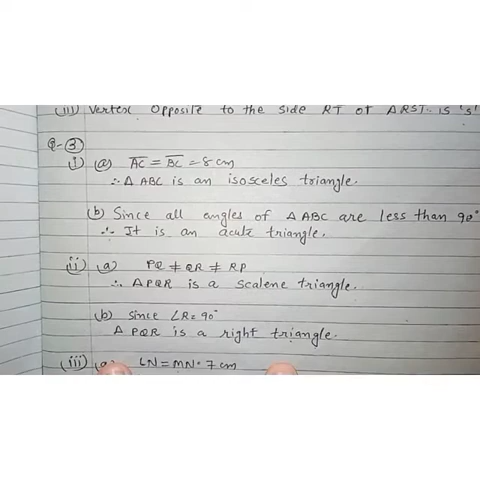 (iii) Vertex opposite to the side RT of Δ RST is 's'
Q-③
(i) (a) AC = BC = 8 cm
∴ Δ ABC is an isosceles triangle.
(b) Since all angles of Δ ABC are less than 90°
∴ It is an acute triangle.
(ii) (a) PQ ≠ QR ≠ RP
∴ Δ PQR is a scalene triangle.
(b) Since ∠R = 90°
Δ PQR is a right triangle.
(iii) (a) LN = MN = 7 cm